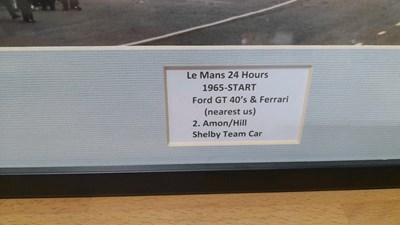 Le Mans 24 Hours
1965-START
Ford GT 40's & Ferrari
(nearest us)
2. Amon/Hill
Shelby Team Car